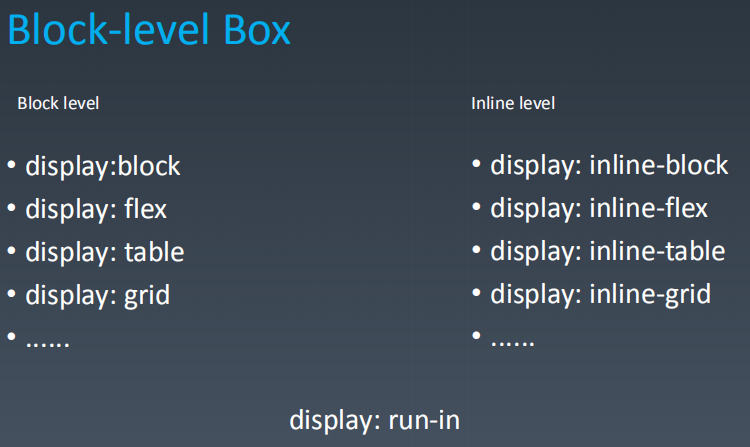 Block-level Box
Block level
• display:block
• display: flex
• display: table
• display: grid
• ......
Inline level
• display: inline-block
• display: inline-flex
• display: inline-table
• display: inline-grid
• ......
display: run-in